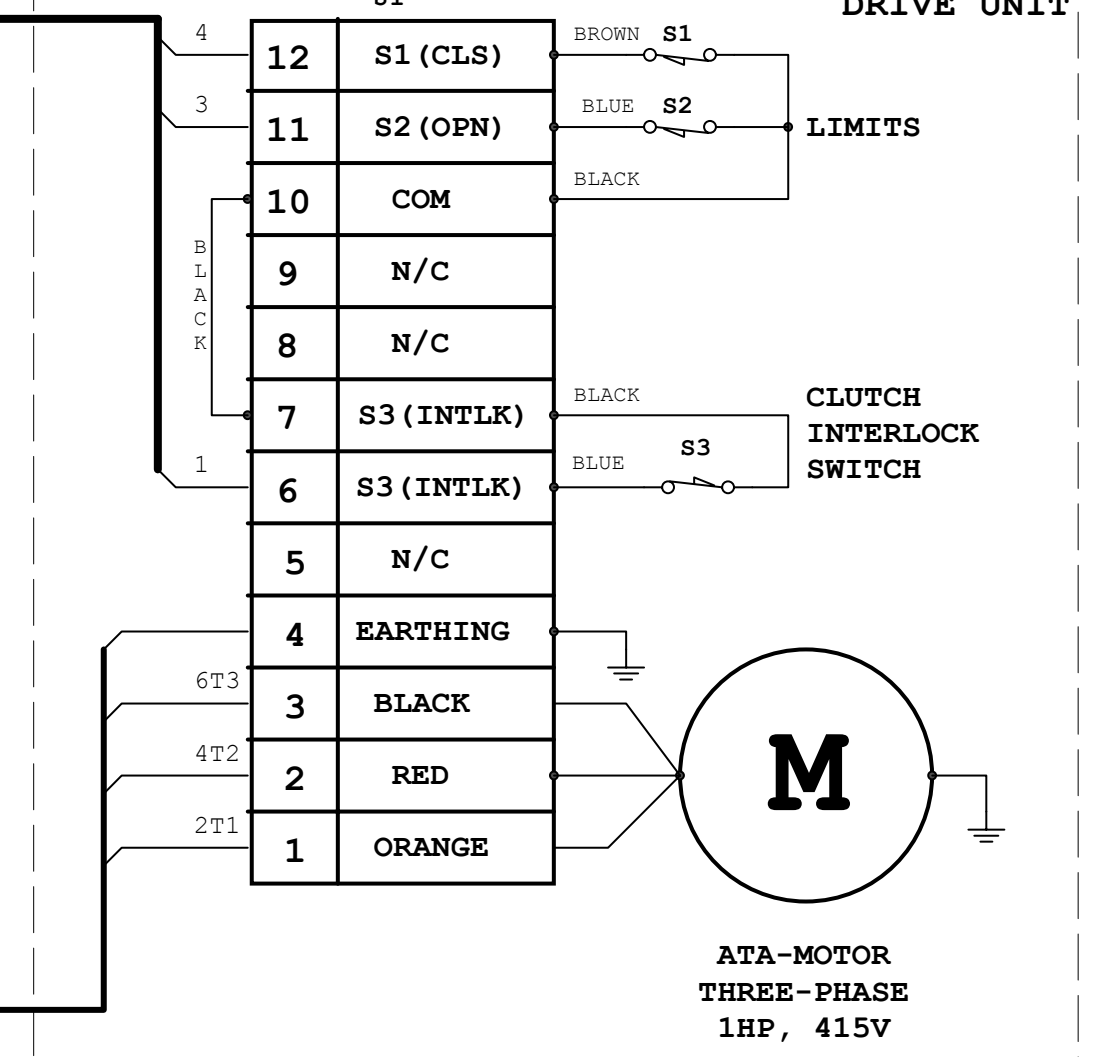 S1
DRIVE UNIT
4
12
S1(CLS)
BROWN
S1
3
11
S2(OPN)
BLUE
S2
LIMITS
10
COM
BLACK
BLACK
9
N/C
8
N/C
7
S3(INTLK)
BLACK
CLUTCH
INTERLOCK
SWITCH
1
6
S3(INTLK)
BLUE
S3
5
N/C
4
EARTHING
6T3
3
BLACK
4T2
2
RED
2T1
1
ORANGE
M
ATA-MOTOR
THREE-PHASE
1HP, 415V